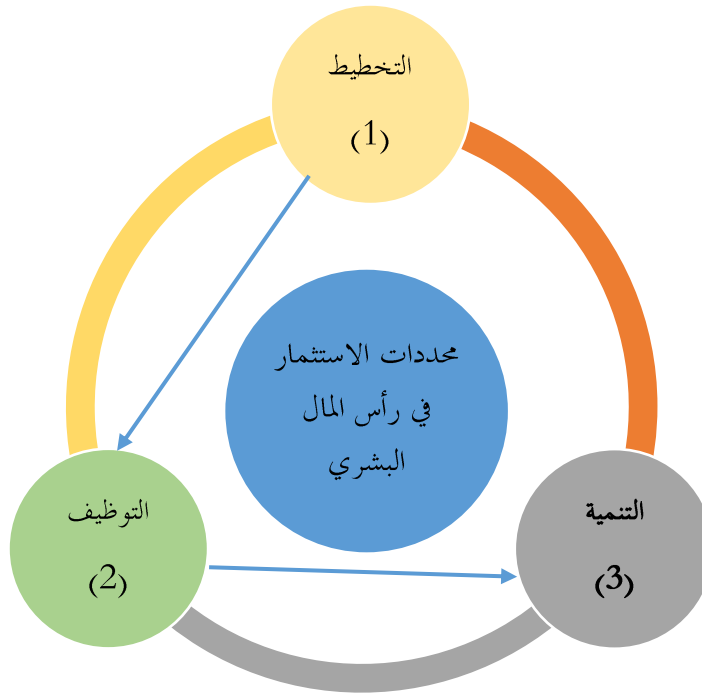 التخطيط
(1)
محددات الاستثمار
في رأس المال
البشري
التوظيف
(2)
التنمية
(3)